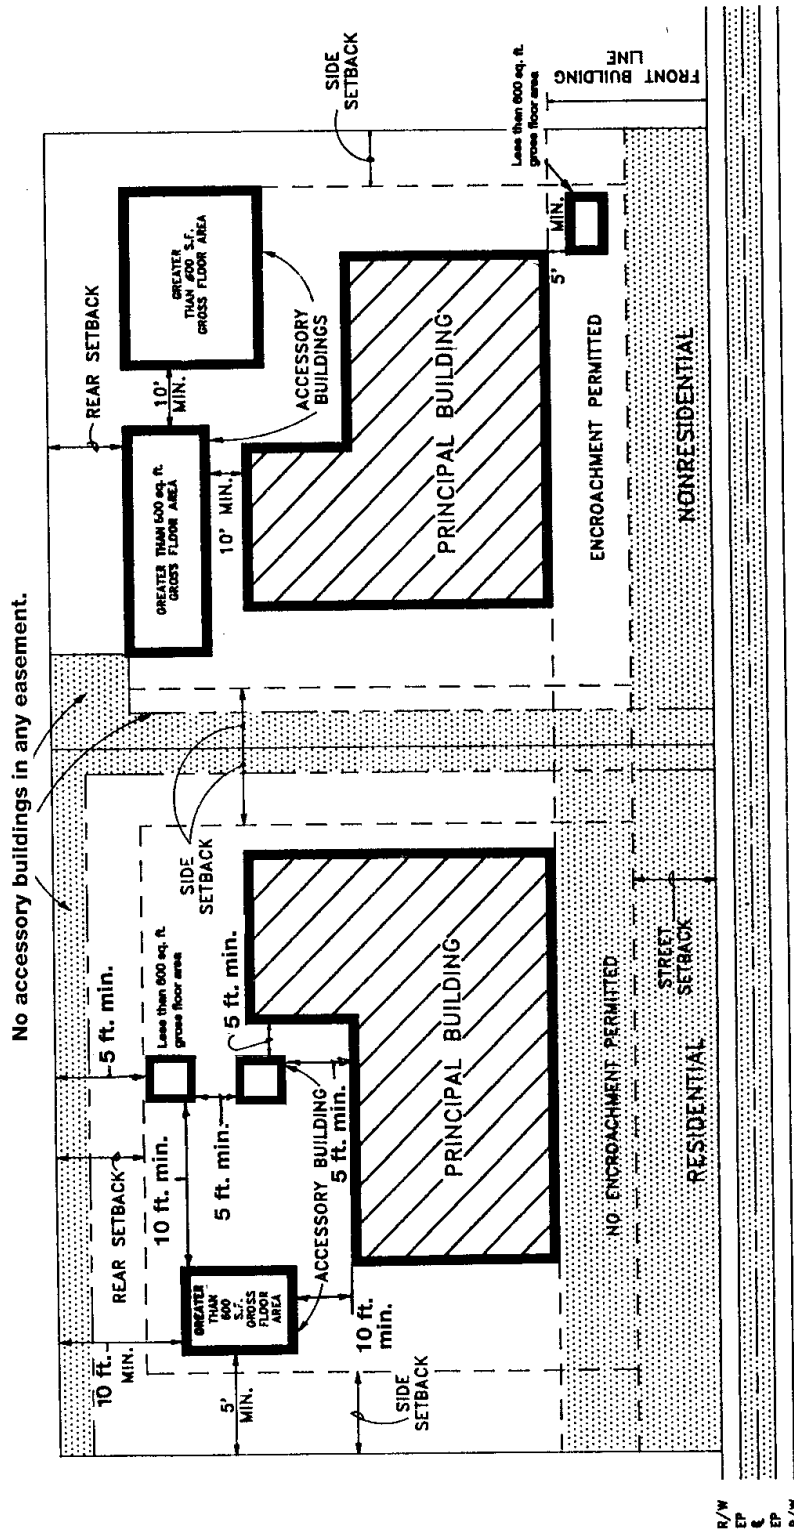 No accessory buildings in any easement.
REAR SETBACK
10 ft.
MIN.
5 ft. min.
REAR SETBACK
GREATER
THAN
600
S.F.
GROSS
FLOOR
AREA
10 ft. min.
5 ft. min.
Less than 600 sq. ft.
gross floor area
5 ft. min.
5'
MIN.
ACCESSORY BUILDING
5 ft. min.
10 ft.
min.
SIDE
SETBACK
SIDE
SETBACK
PRINCIPAL BUILDING
NO ENCROACHMENT PERMITTED
STREET
SETBACK
RESIDENTIAL
GREATER THAN 600 sq. ft
GROSS FLOOR AREA
10'
MIN.
GREATER
THAN 600 S.F.
GROSS FLOOR AREA
10' MIN.
ACCESSORY
BUILDINGS
SIDE
SETBACK
PRINCIPAL BUILDING
Less than 600 sq. ft.
gross floor area
5'
MIN.
ENCROACHMENT PERMITTED
FRONT BUILDING
LINE
NONRESIDENTIAL
R/W
EP
℄
EP
R/W